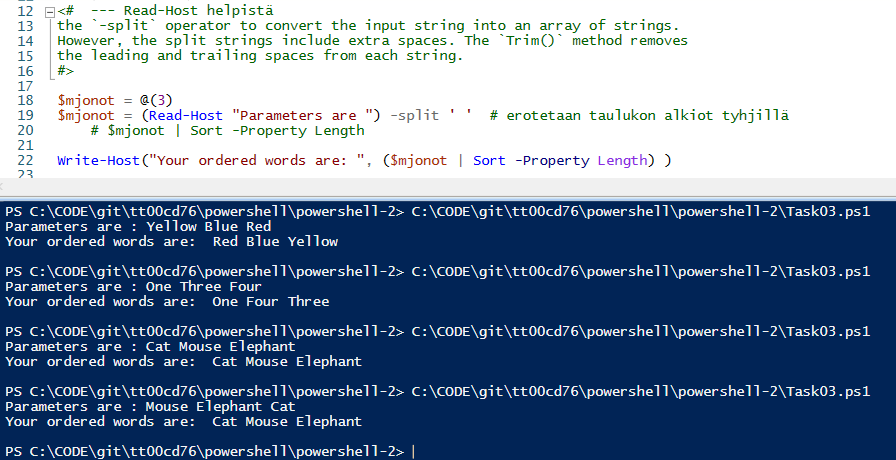 12 <#  --- Read-Host helpistä
13 the `-split` operator to convert the input string into an array of strings.
14 However, the split strings include extra spaces. The `Trim()` method removes
15 the leading and trailing spaces from each string.
16 #>
17
18 $mjonot = @(3)
19 $mjonot = (Read-Host "Parameters are ") -split ' '  # erotetaan taulukon alkiot tyhjillä
20     # $mjonot | Sort -Property Length
21
22 Write-Host("Your ordered words are: ", ($mjonot | Sort -Property Length) )
23
PS C:\CODE\git\tt00cd76\powershell\powershell-2> C:\CODE\git\tt00cd76\powershell\powershell-2\Task03.ps1
Parameters are : Yellow Blue Red
Your ordered words are:  Red Blue Yellow
PS C:\CODE\git\tt00cd76\powershell\powershell-2> C:\CODE\git\tt00cd76\powershell\powershell-2\Task03.ps1
Parameters are : One Three Four
Your ordered words are:  One Four Three
PS C:\CODE\git\tt00cd76\powershell\powershell-2> C:\CODE\git\tt00cd76\powershell\powershell-2\Task03.ps1
Parameters are : Cat Mouse Elephant
Your ordered words are:  Cat Mouse Elephant
PS C:\CODE\git\tt00cd76\powershell\powershell-2> C:\CODE\git\tt00cd76\powershell\powershell-2\Task03.ps1
Parameters are : Mouse Elephant Cat
Your ordered words are:  Cat Mouse Elephant
PS C:\CODE\git\tt00cd76\powershell\powershell-2>